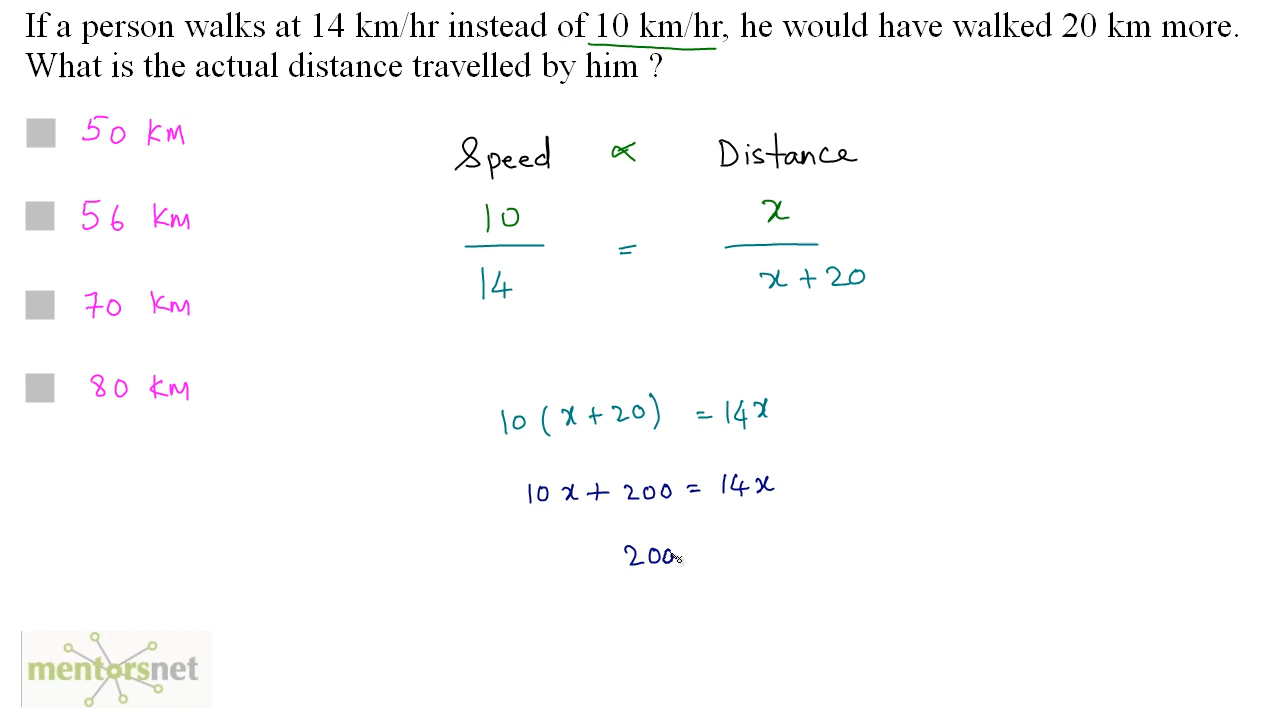 If a person walks at 14 km/hr instead of 10 km/hr, he would have walked 20 km more.
What is the actual distance travelled by him ?
50 KM
56 KM
70 KM
80 KM
Speed ∝ Distance
10 x
= 
14 x + 20
10 ( x + 20 ) = 14x
10 x + 200 = 14x
200
mentorsnet